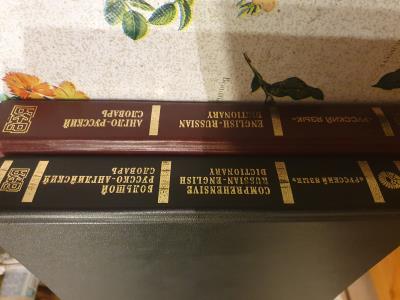 АНГЛО-РУССКИЙ
СЛОВАРЬ
ENGLISH-RUSSIAN
DICTIONARY
«РУССКИЙ ЯЗЫК»
БОЛЬШОЙ
РУССКО-АНГЛИЙСКИЙ
СЛОВАРЬ
COMPREHENSIVE
RUSSIAN-ENGLISH
DICTIONARY
«РУССКИЙ ЯЗЫК»